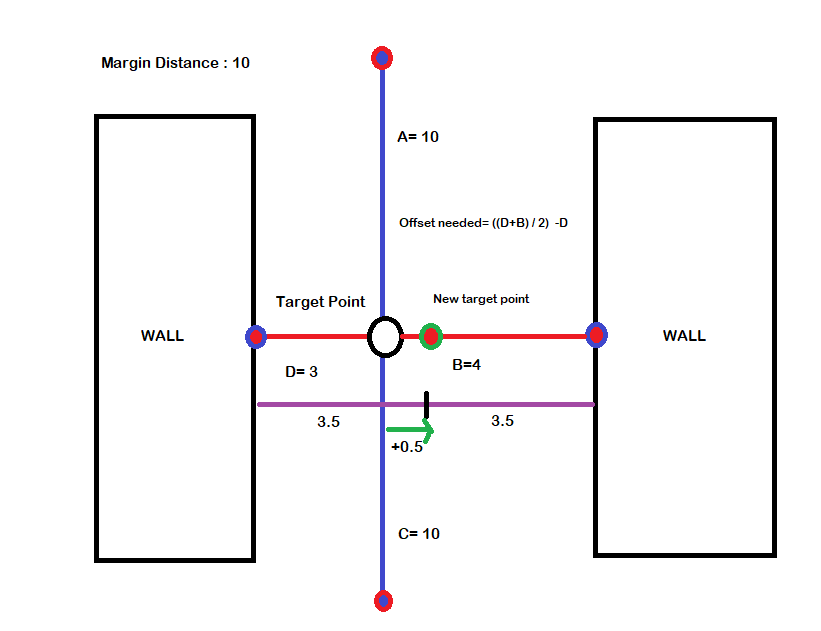 Margin Distance : 10
A= 10
Offset needed= ((D+B) / 2)  -D
Target Point
New target point
WALL
WALL
D= 3
B=4
3.5
3.5
+0.5
C= 10